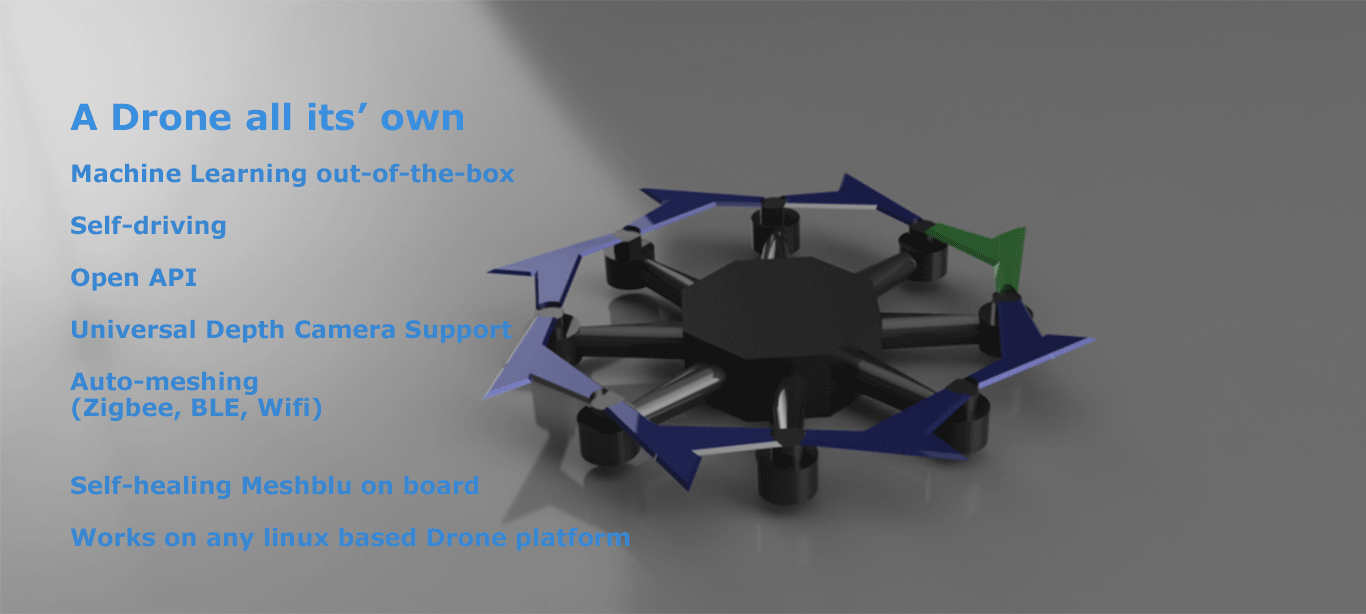 A Drone all its’ own
Machine Learning out-of-the-box
Self-driving
Open API
Universal Depth Camera Support
Auto-meshing
(Zigbee, BLE, Wifi)
Self-healing Meshblu on board
Works on any linux based Drone platform